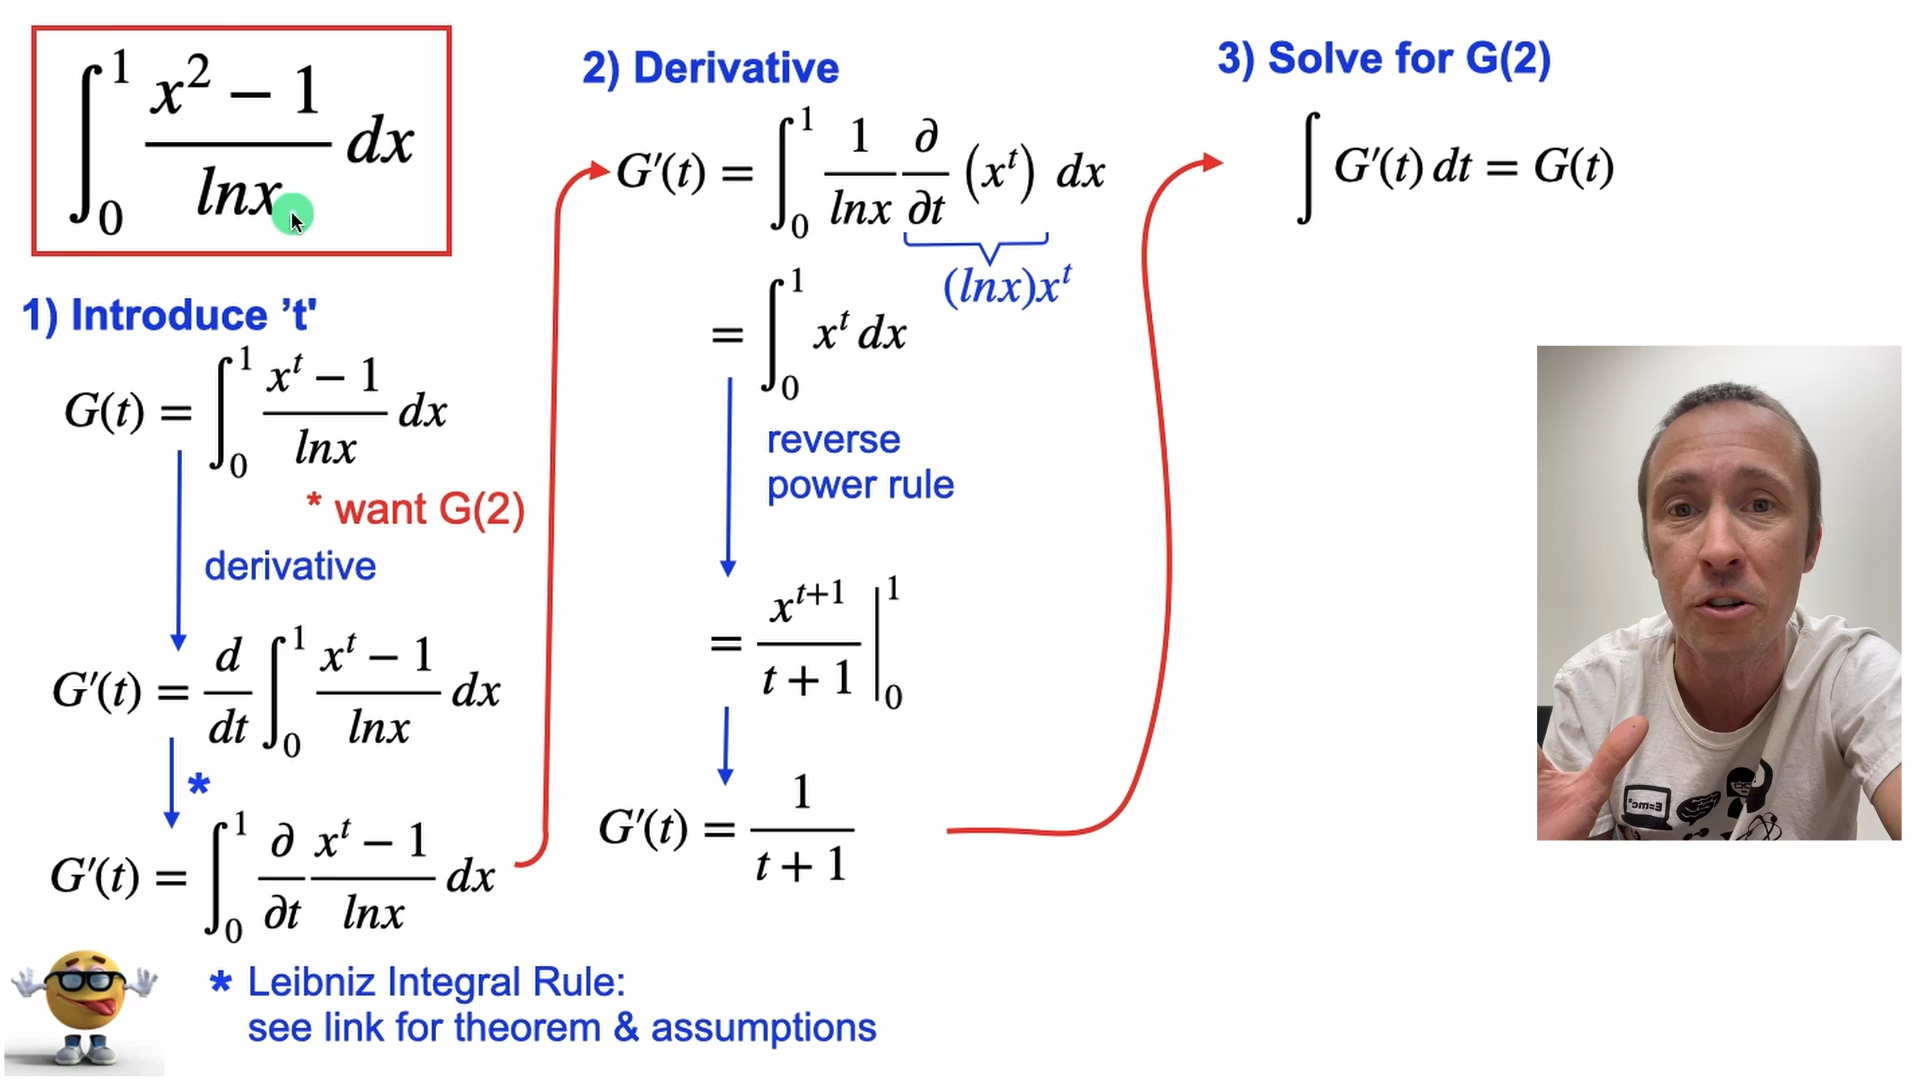 ∫₀¹ (x² − 1)/(lnx) dx
1) Introduce ’t'
G(t) = ∫₀¹ (xᵗ − 1)/(lnx) dx
* want G(2)
derivative
G′(t) = d/dt ∫₀¹ (xᵗ − 1)/(lnx) dx
*
G′(t) = ∫₀¹ ∂/∂t (xᵗ − 1)/(lnx) dx
* Leibniz Integral Rule:
see link for theorem & assumptions
2) Derivative
G′(t) = ∫₀¹ 1/(lnx) ∂/∂t (xᵗ) dx
(lnx)xᵗ
= ∫₀¹ xᵗ dx
reverse
power rule
= xᵗ⁺¹/(t + 1) |₀¹
G′(t) = 1/(t + 1)
3) Solve for G(2)
∫ G′(t) dt = G(t)
E=mc²